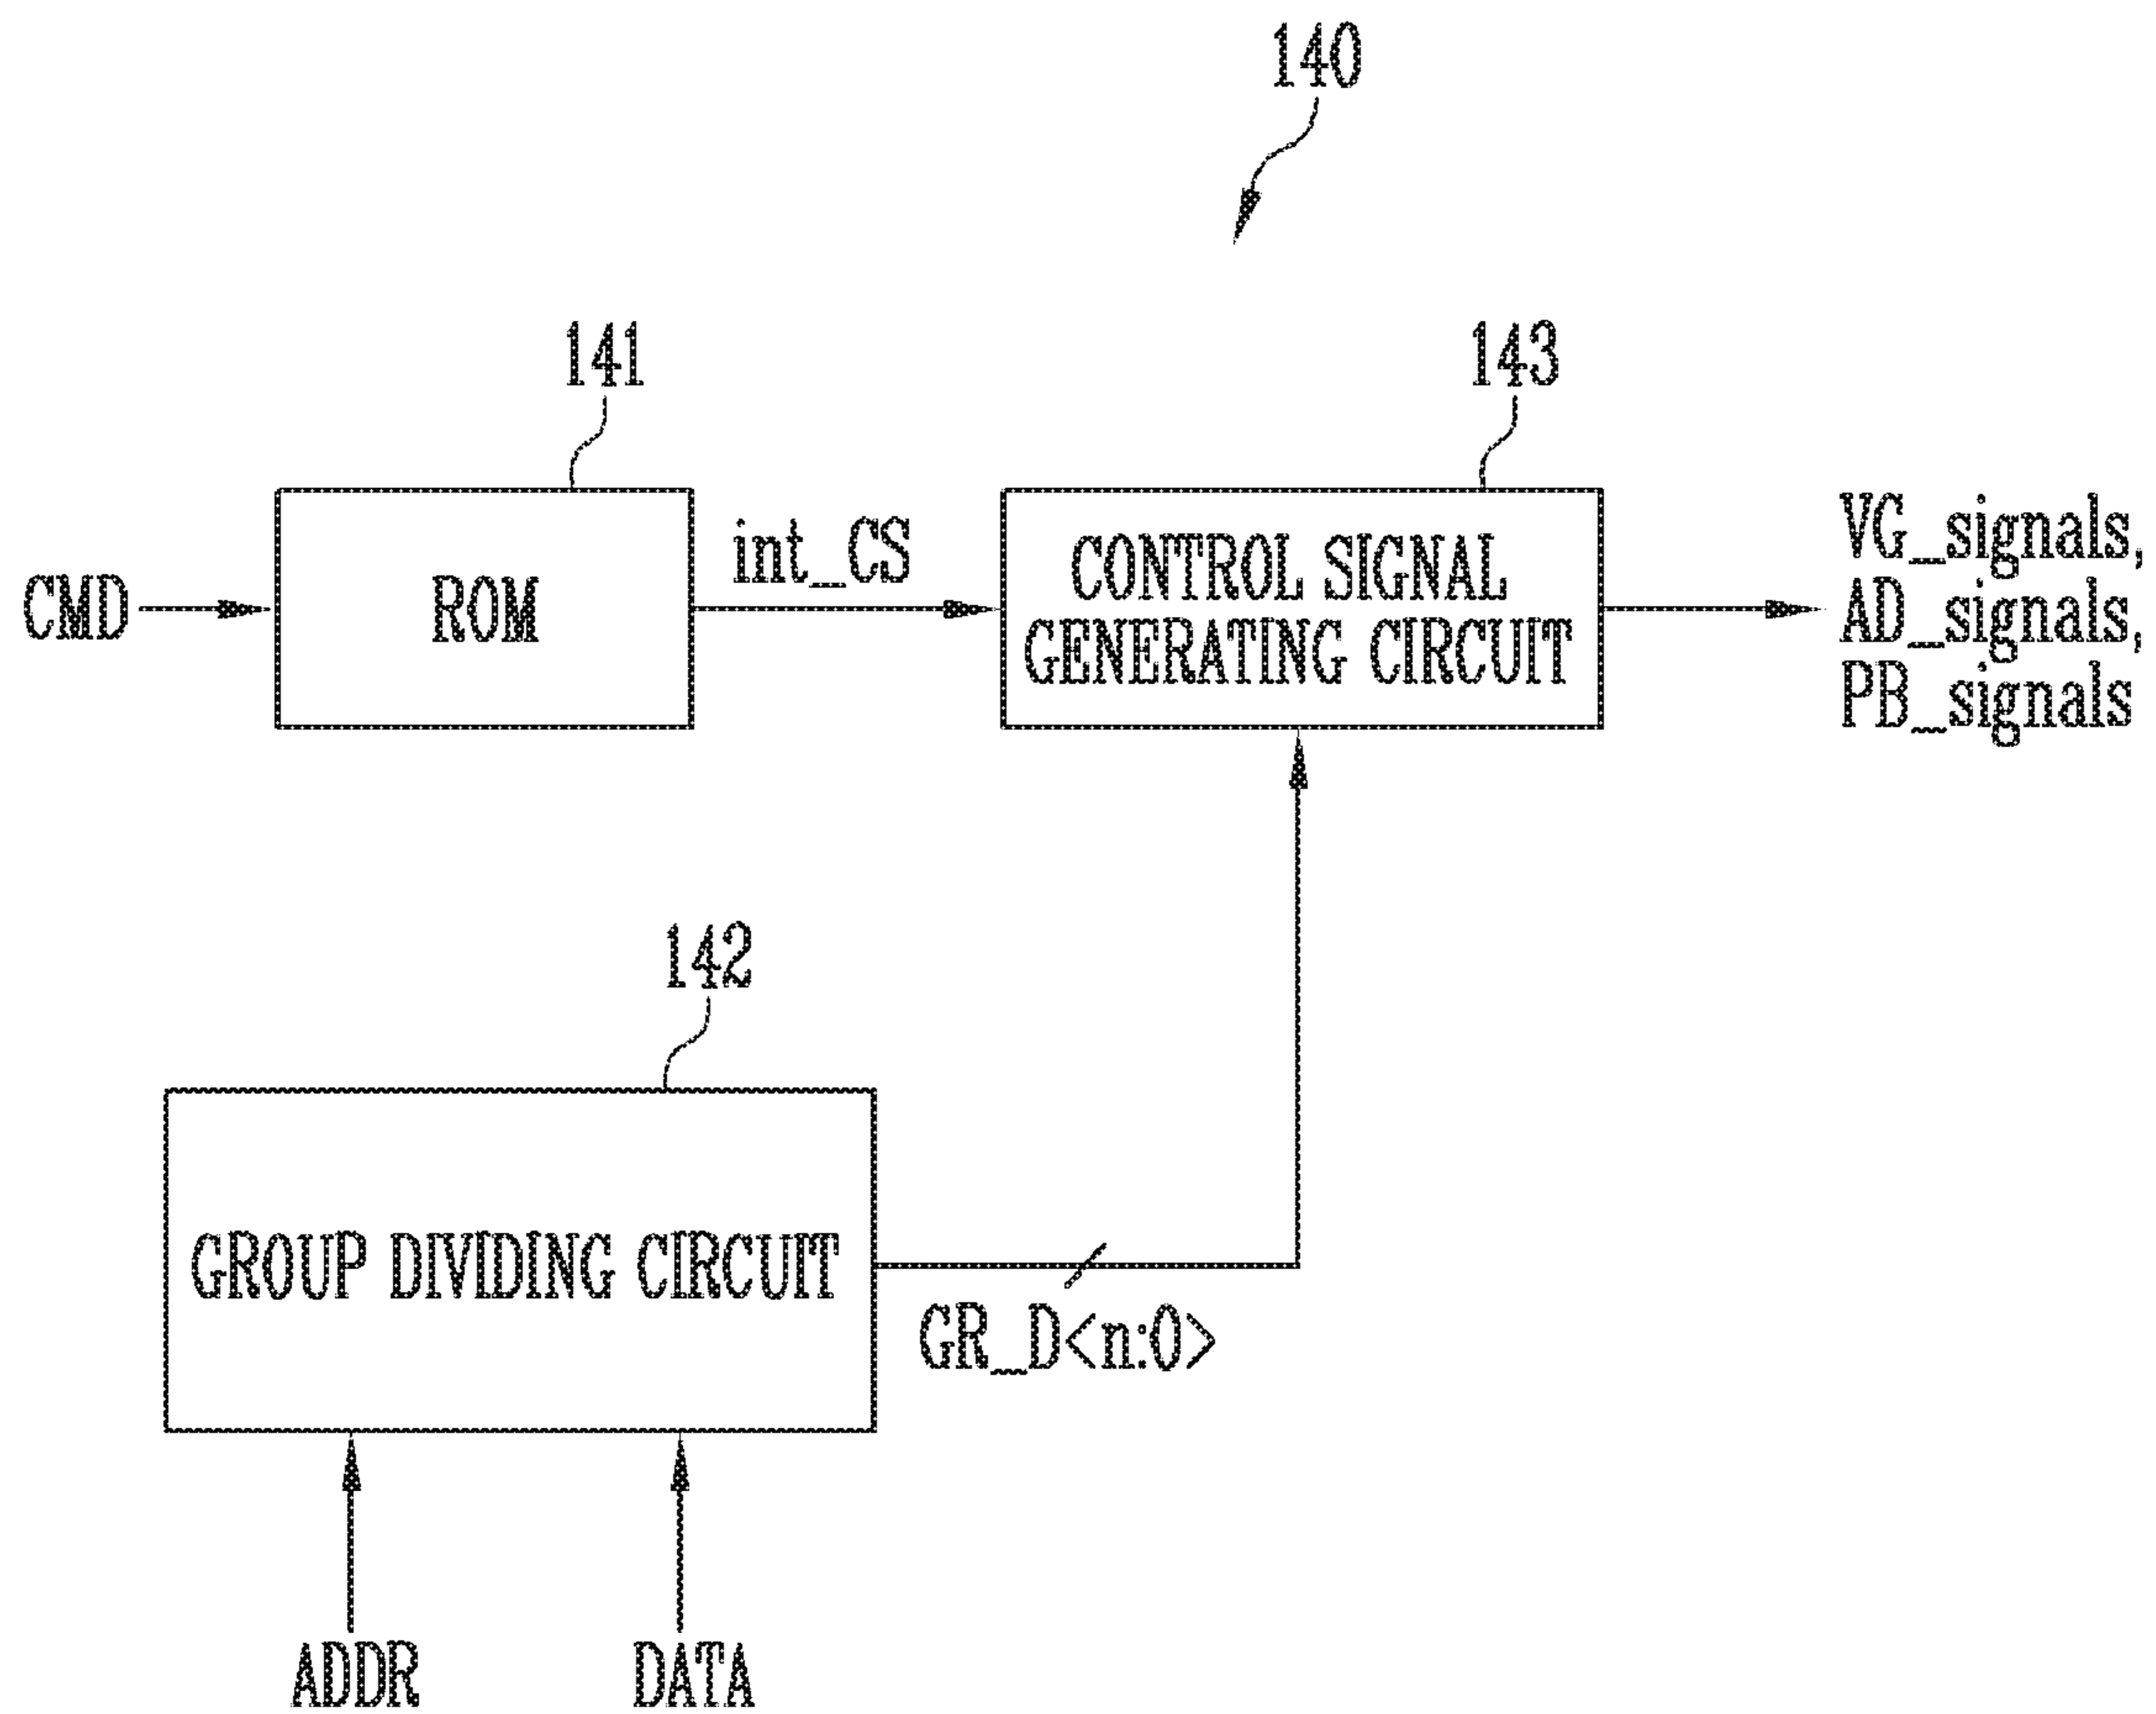 140
141
143
CMD
ROM
int_CS
CONTROL SIGNAL
GENERATING CIRCUIT
VG_signals,
AD_signals,
PB_signals
142
GROUP DIVIDING CIRCUIT
GR_D<n:0>
ADDR
DATA